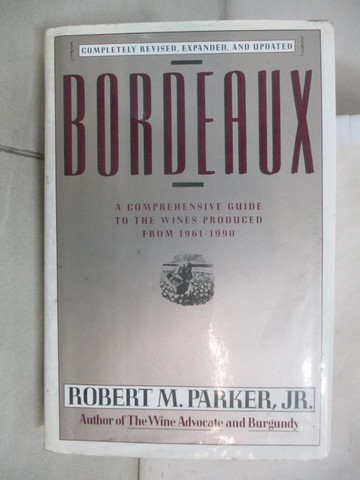 {COMPLETELY REVISED, EXPANDED, AND UPDATED}
BORDEAUX
A COMPREHENSIVE GUIDE
TO THE WINES PRODUCED
FROM 1961-1990
ROBERT M. PARKER, JR.
Author of The Wine Advocate and Burgundy